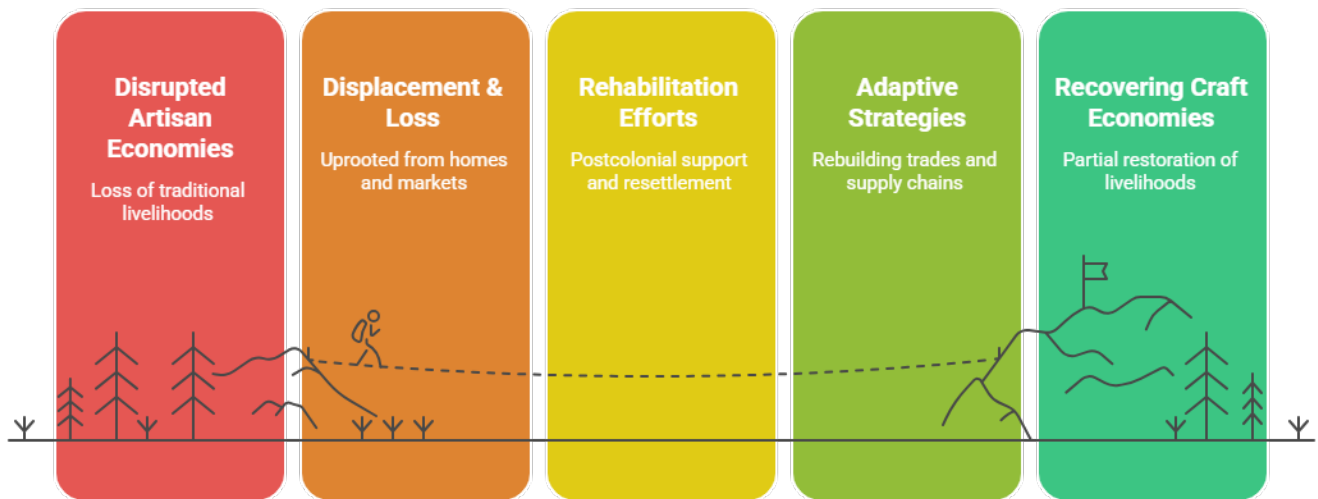 Disrupted
Artisan
Economies
Loss of traditional
livelihoods
Displacement &
Loss
Uprooted from homes
and markets
Rehabilitation
Efforts
Postcolonial support
and resettlement
Adaptive
Strategies
Rebuilding trades and
supply chains
Recovering Craft
Economies
Partial restoration of
livelihoods